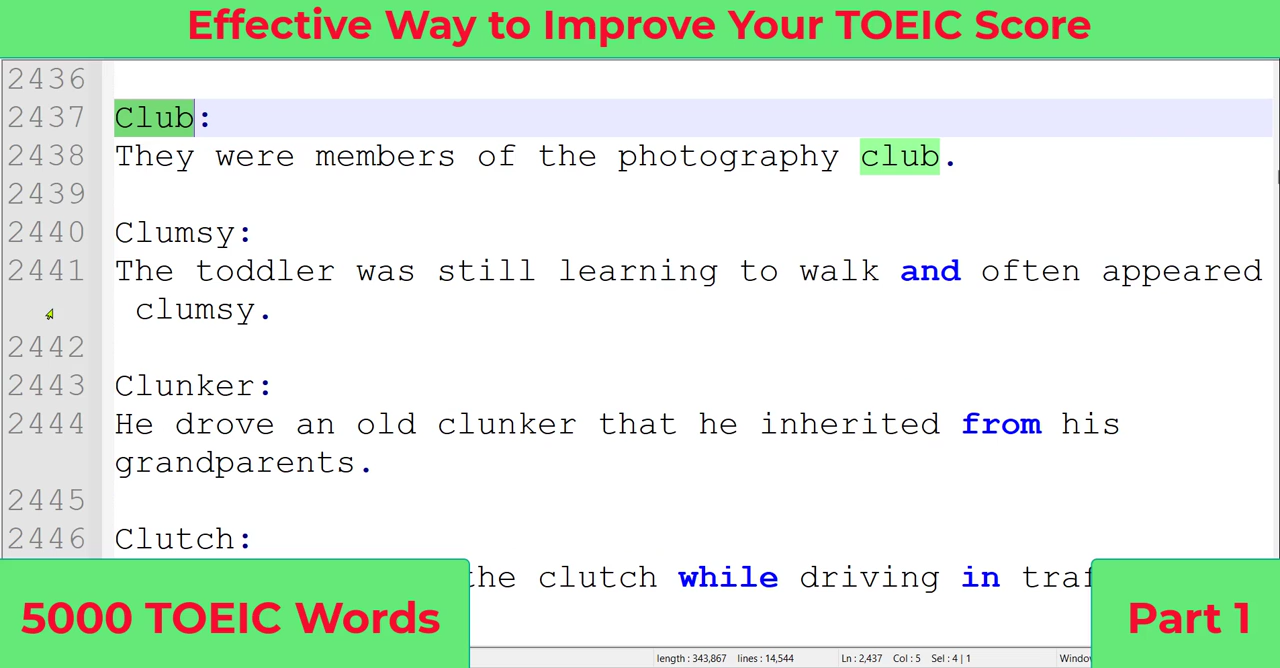 Effective Way to Improve Your TOEIC Score
2436
2437 Club:
2438 They were members of the photography club.
2439
2440 Clumsy:
2441 The toddler was still learning to walk and often appeared
clumsy.
2442
2443 Clunker:
2444 He drove an old clunker that he inherited from his
grandparents.
2445
2446 Clutch:
the clutch while driving in
5000 TOEIC Words
Part 1
length : 343,867 lines : 14,544 Ln : 2,437 Col : 5 Sel : 4 | 1